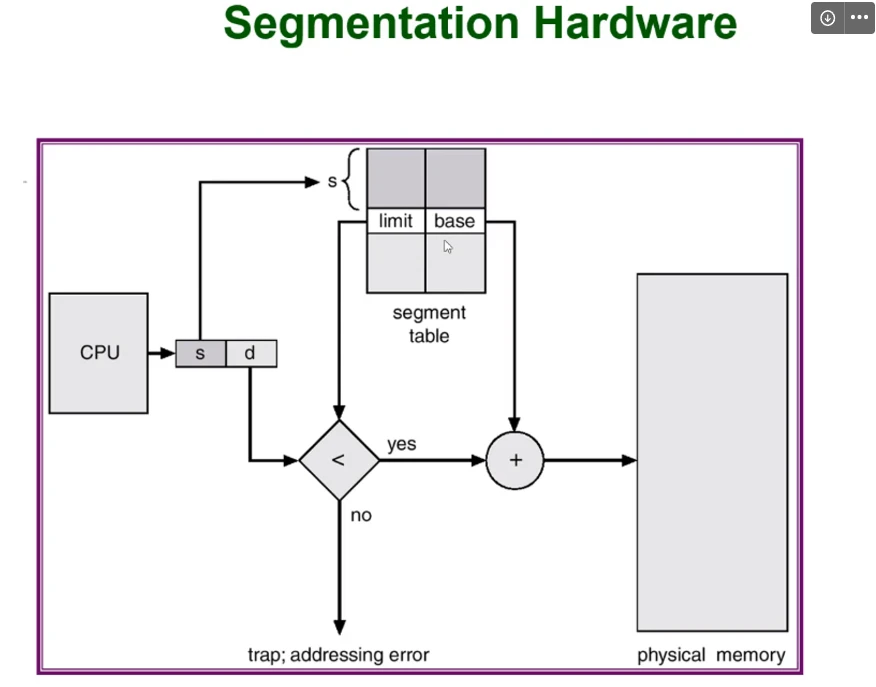 Segmentation Hardware
s
limit base
segment
table
CPU
s d
<
yes
+
no
trap; addressing error
physical memory